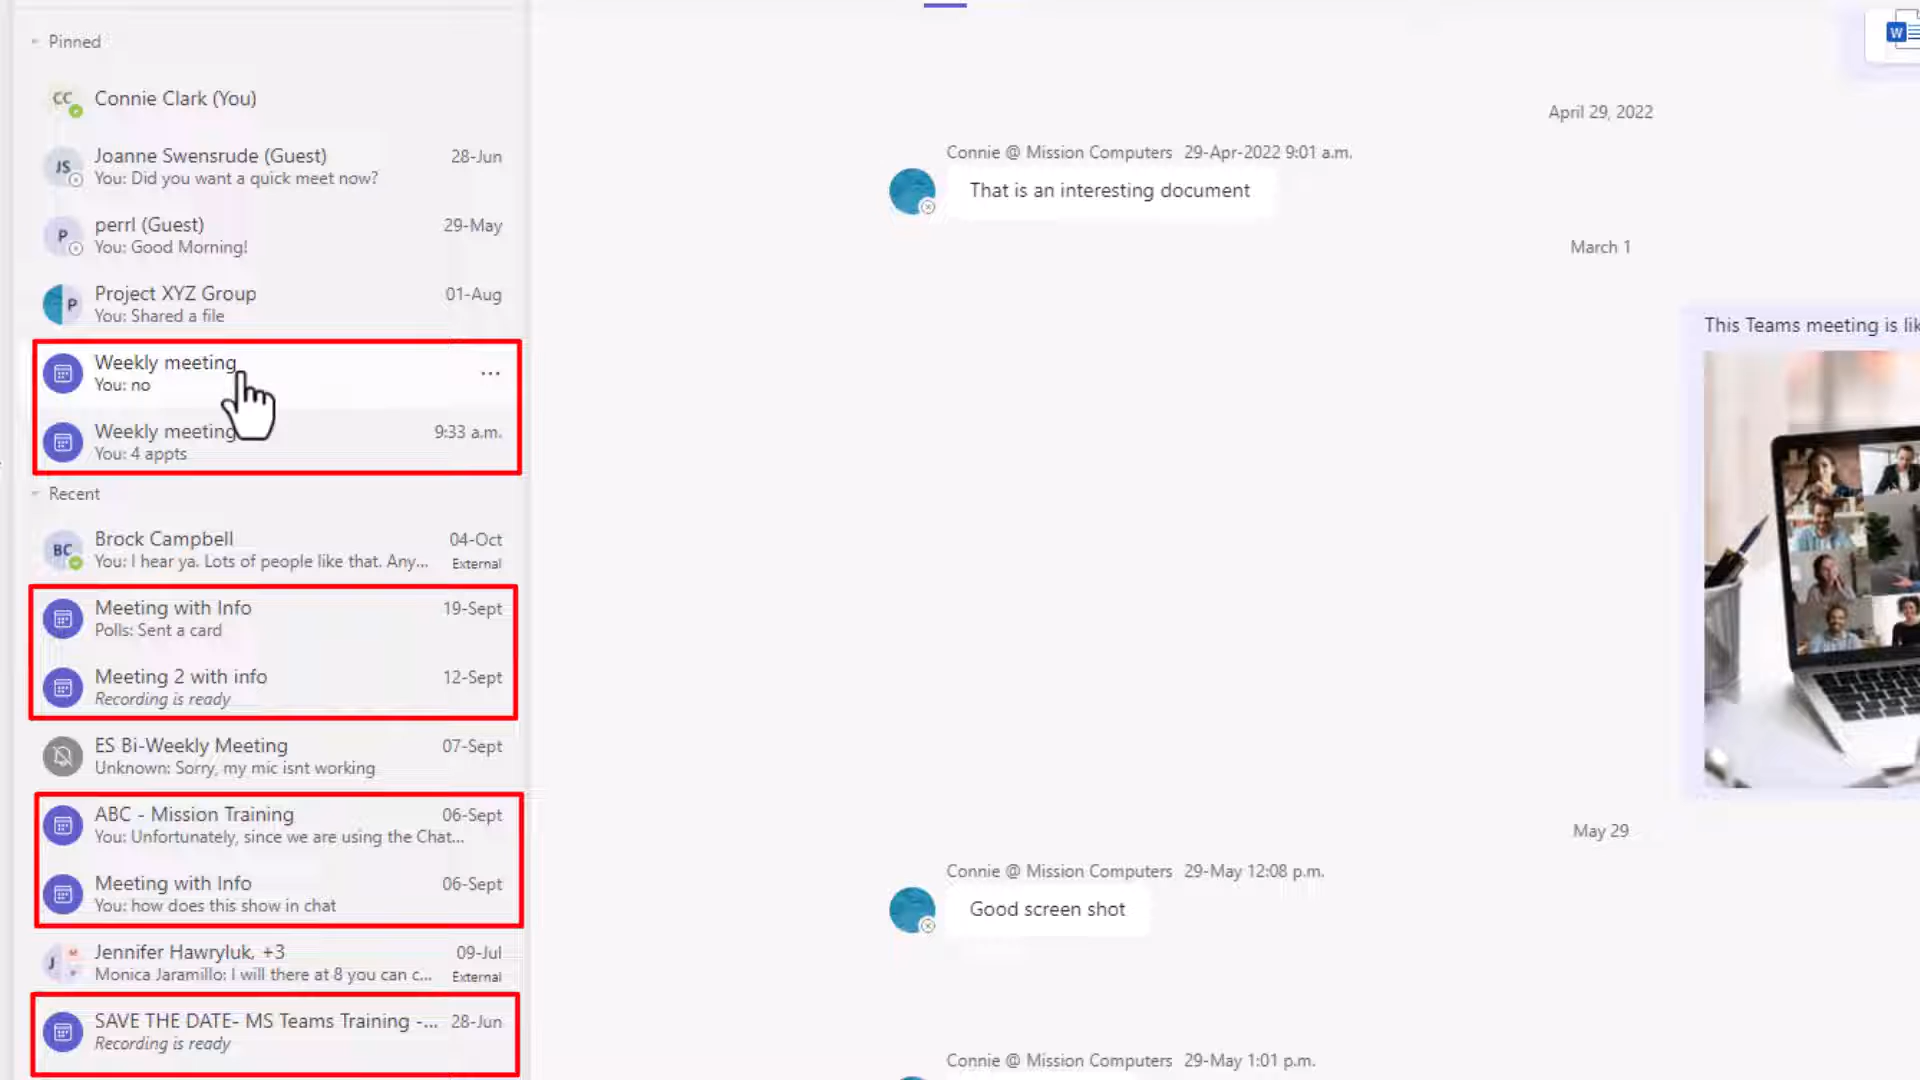 Pinned
CC
Connie Clark (You)
JS
Joanne Swensrude (Guest)
28-Jun
You: Did you want a quick meet now?
P
perrl (Guest)
29-May
You: Good Morning!
P
Project XYZ Group
01-Aug
You: Shared a file
Weekly meeting
You: no
...
Weekly meeting
9:33 a.m.
You: 4 appts
Recent
BC
Brock Campbell
04-Oct
You: I hear ya. Lots of people like that. Any...
External
Meeting with Info
19-Sept
Polls: Sent a card
Meeting 2 with info
12-Sept
Recording is ready
ES Bi-Weekly Meeting
07-Sept
Unknown: Sorry, my mic isnt working
ABC - Mission Training
06-Sept
You: Unfortunately, since we are using the Chat...
Meeting with Info
06-Sept
You: how does this show in chat
J
Jennifer Hawryluk, +3
09-Jul
Monica Jaramillo: I will there at 8 you can c...
External
SAVE THE DATE- MS Teams Training -...
28-Jun
Recording is ready
W
April 29, 2022
Connie @ Mission Computers 29-Apr-2022 9:01 a.m.
That is an interesting document
March 1
This Teams meeting is lik
May 29
Connie @ Mission Computers 29-May 12:08 p.m.
Good screen shot
Connie @ Mission Computers 29-May 1:01 p.m.